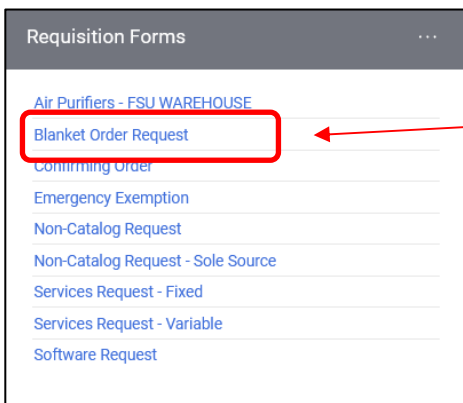 Requisition Forms
Air Purifiers - FSU WAREHOUSE
Blanket Order Request
Confirming Order
Emergency Exemption
Non-Catalog Request
Non-Catalog Request - Sole Source
Services Request - Fixed
Services Request - Variable
Software Request